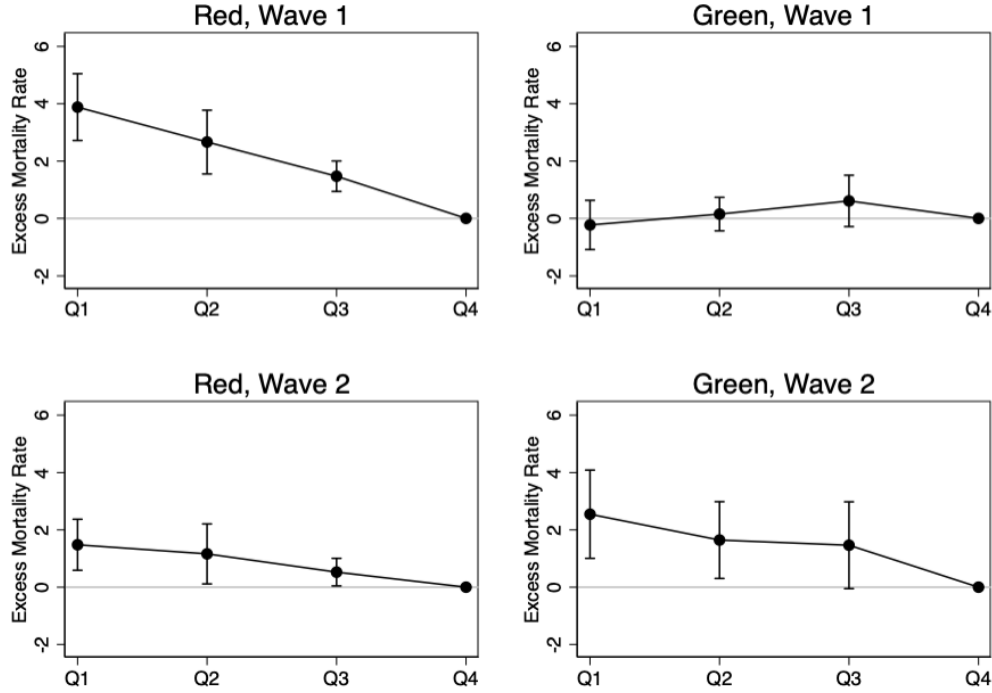 Red, Wave 1
Excess Mortality Rate
6
4
2
0
-2
Q1 Q2 Q3 Q4
Green, Wave 1
Excess Mortality Rate
6
4
2
0
-2
Q1 Q2 Q3 Q4
Red, Wave 2
Excess Mortality Rate
6
4
2
0
-2
Q1 Q2 Q3 Q4
Green, Wave 2
Excess Mortality Rate
6
4
2
0
-2
Q1 Q2 Q3 Q4